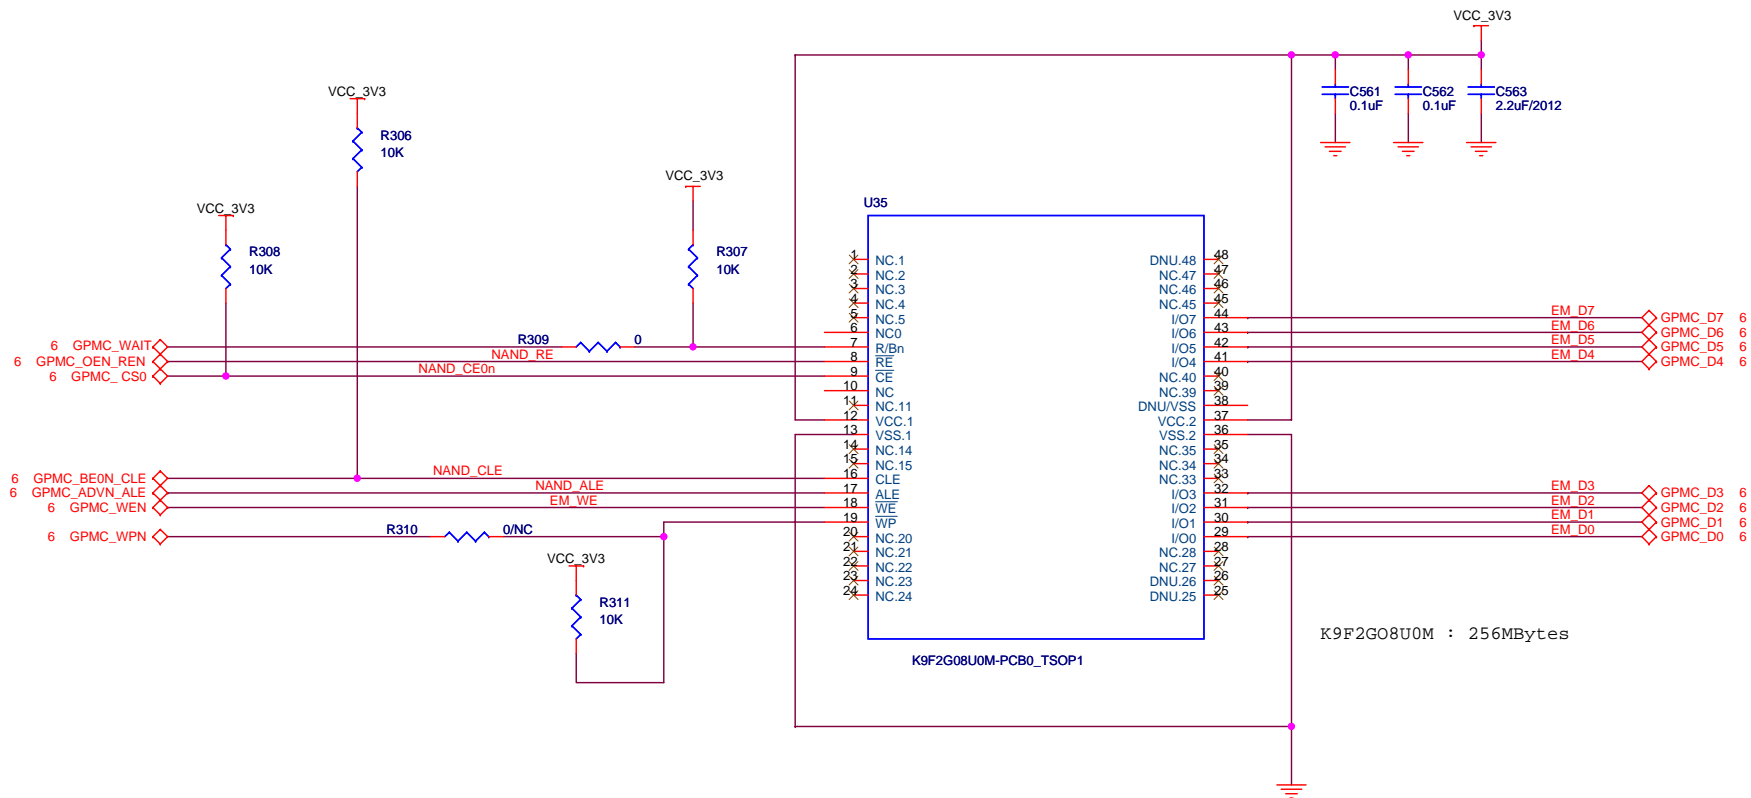 VCC_3V3
C561
0.1uF
C562
0.1uF
C563
2.2uF/2012
VCC_3V3
R306
10K
VCC_3V3
R307
10K
VCC_3V3
R308
10K
U35
1 NC.1
2 NC.2
3 NC.3
4 NC.4
5 NC.5
6 NC0
7 R/Bn
8 RE
9 CE
10 NC
11 NC.11
12 VCC.1
13 VSS.1
14 NC.14
15 NC.15
16 CLE
17 ALE
18 WE
19 WP
20 NC.20
21 NC.21
22 NC.22
23 NC.23
24 NC.24
DNU.48 48
NC.47 47
NC.46 46
NC.45 45
I/O7 44
I/O6 43
I/O5 42
I/O4 41
NC.40 40
NC.39 39
DNU/VSS 38
VCC.2 37
VSS.2 36
NC.35 35
NC.34 34
NC.33 33
I/O3 32
I/O2 31
I/O1 30
I/O0 29
NC.28 28
NC.27 27
DNU.26 26
DNU.25 25
6 GPMC_WAIT R309 0
6 GPMC_OEN_REN NAND_RE
6 GPMC_CS0 NAND_CE0n
6 GPMC_BE0N_CLE NAND_CLE
6 GPMC_ADVN_ALE NAND_ALE
6 GPMC_WEN EM_WE
6 GPMC_WPN R310 0/NC
VCC_3V3
R311
10K
EM_D7 GPMC_D7 6
EM_D6 GPMC_D6 6
EM_D5 GPMC_D5 6
EM_D4 GPMC_D4 6
EM_D3 GPMC_D3 6
EM_D2 GPMC_D2 6
EM_D1 GPMC_D1 6
EM_D0 GPMC_D0 6
K9F2GO8U0M : 256MBytes
K9F2G08U0M-PCB0_TSOP1